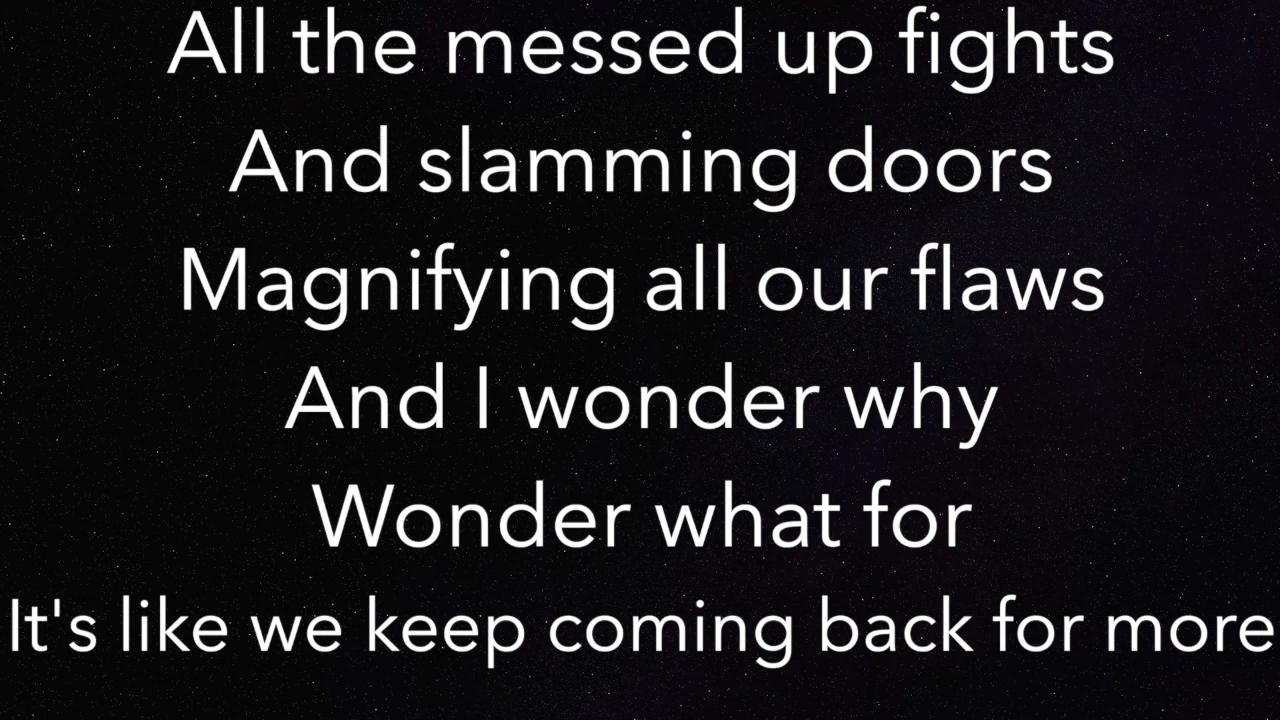 All the messed up fights
And slamming doors
Magnifying all our flaws
And I wonder why
Wonder what for
It's like we keep coming back for more